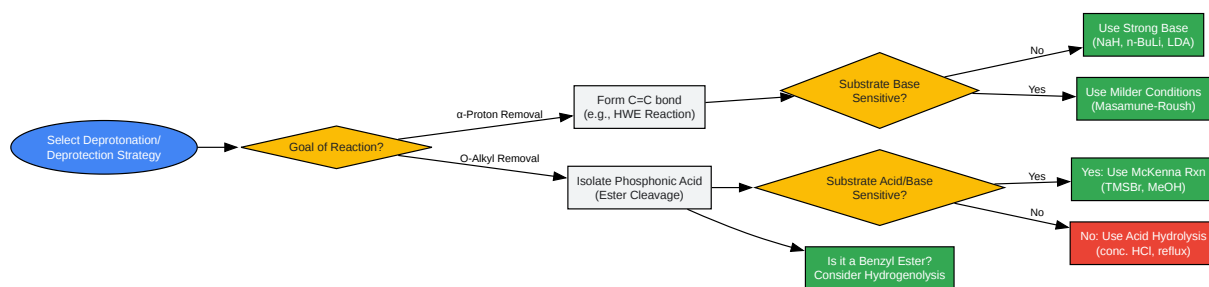 Select Deprotonation/
Deprotection Strategy
Goal of Reaction?
α-Proton Removal
O-Alkyl Removal
Form C=C bond
(e.g., HWE Reaction)
Isolate Phosphonic Acid
(Ester Cleavage)
Substrate Base
Sensitive?
No
Yes
Use Strong Base
(NaH, n-BuLi, LDA)
Use Milder Conditions
(Masamune-Roush)
Substrate Acid/Base
Sensitive?
Yes
No
Yes: Use McKenna Rxn
(TMSBr, MeOH)
No: Use Acid Hydrolysis
(conc. HCl, reflux)
Is it a Benzyl Ester?
Consider Hydrogenolysis